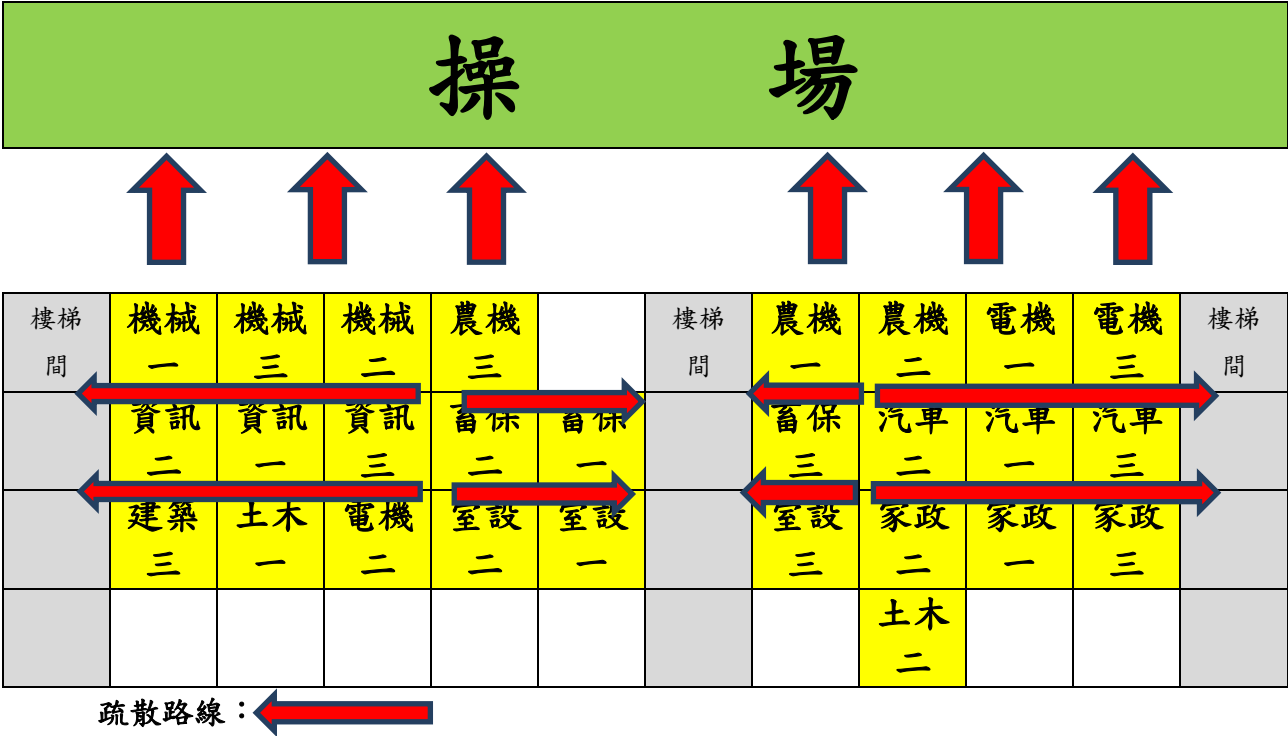 操 場
樓梯 機械 機械 機械 農機 樓梯 農機 農機 電機 電機 樓梯
間 一 三 二 三 間 一 二 一 三 間
資訊 資訊 資訊 畜保 畜保 畜保 汽車 汽車 汽車
二 一 三 二 一 三 二 一 三
建築 土木 電機 室設 室設 室設 家政 家政 家政
三 一 二 二 一 三 二 一 三
土木
二
疏散路線：